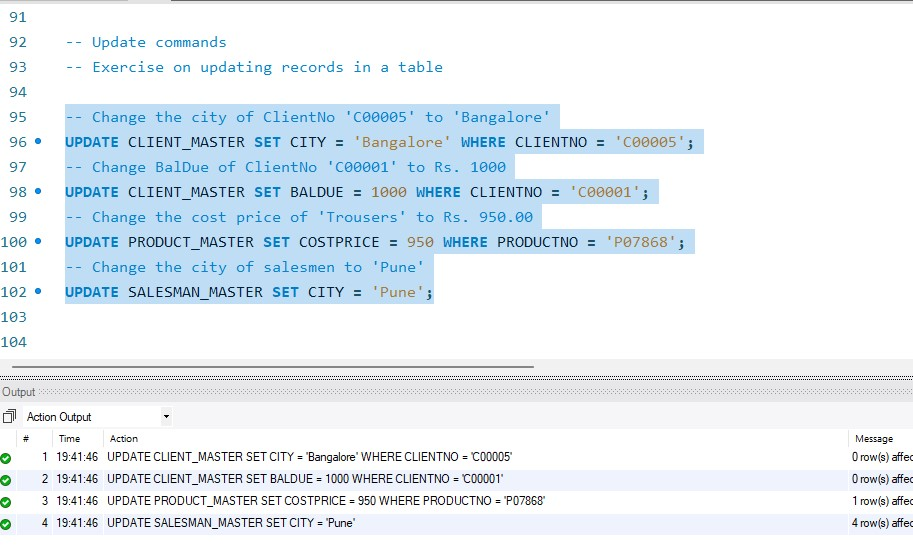 91
92 -- Update commands
93 -- Exercise on updating records in a table
94
95 -- Change the city of ClientNo 'C00005' to 'Bangalore'
96 UPDATE CLIENT_MASTER SET CITY = 'Bangalore' WHERE CLIENTNO = 'C00005';
97 -- Change BalDue of ClientNo 'C00001' to Rs. 1000
98 UPDATE CLIENT_MASTER SET BALDUE = 1000 WHERE CLIENTNO = 'C00001';
99 -- Change the cost price of 'Trousers' to Rs. 950.00
100 UPDATE PRODUCT_MASTER SET COSTPRICE = 950 WHERE PRODUCTNO = 'P07868';
101 -- Change the city of salesmen to 'Pune'
102 UPDATE SALESMAN_MASTER SET CITY = 'Pune';
103
104
Output
Action Output
# Time Action Message
1 19:41:46 UPDATE CLIENT_MASTER SET CITY = 'Bangalore' WHERE CLIENTNO = 'C00005' 0 row(s) affec
2 19:41:46 UPDATE CLIENT_MASTER SET BALDUE = 1000 WHERE CLIENTNO = 'C00001' 0 row(s) affec
3 19:41:46 UPDATE PRODUCT_MASTER SET COSTPRICE = 950 WHERE PRODUCTNO = 'P07868' 1 row(s) affec
4 19:41:46 UPDATE SALESMAN_MASTER SET CITY = 'Pune' 4 row(s) affec